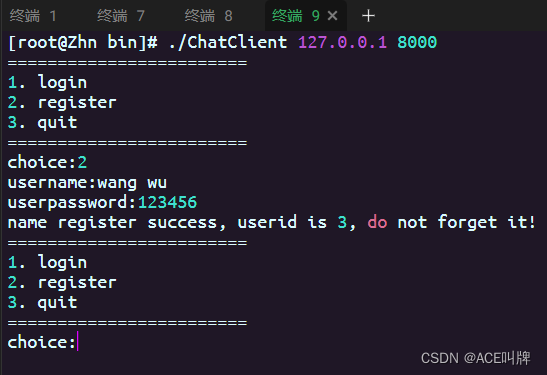 终端 1 终端 7 终端 8 终端 9 × +
[root@Zhn bin]# ./ChatClient 127.0.0.1 8000
========================
1. login
2. register
3. quit
========================
choice:2
username:wang wu
userpassword:123456
name register success, userid is 3, do not forget it!
========================
1. login
2. register
3. quit
========================
choice:
CSDN @ACE叫牌